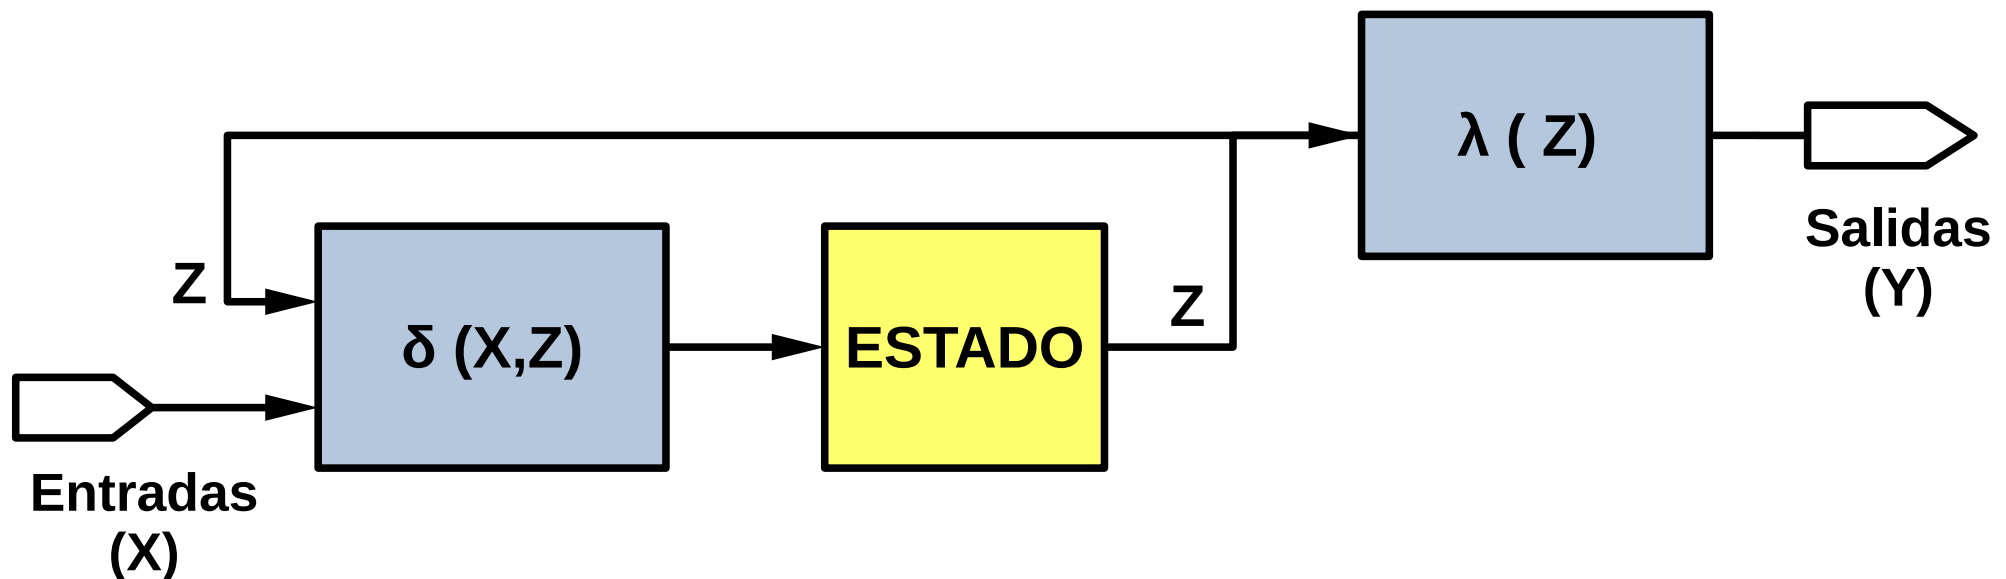 λ ( Z)
Salidas
(Y)
Z
Z
δ (X,Z)
ESTADO
Entradas
(X)